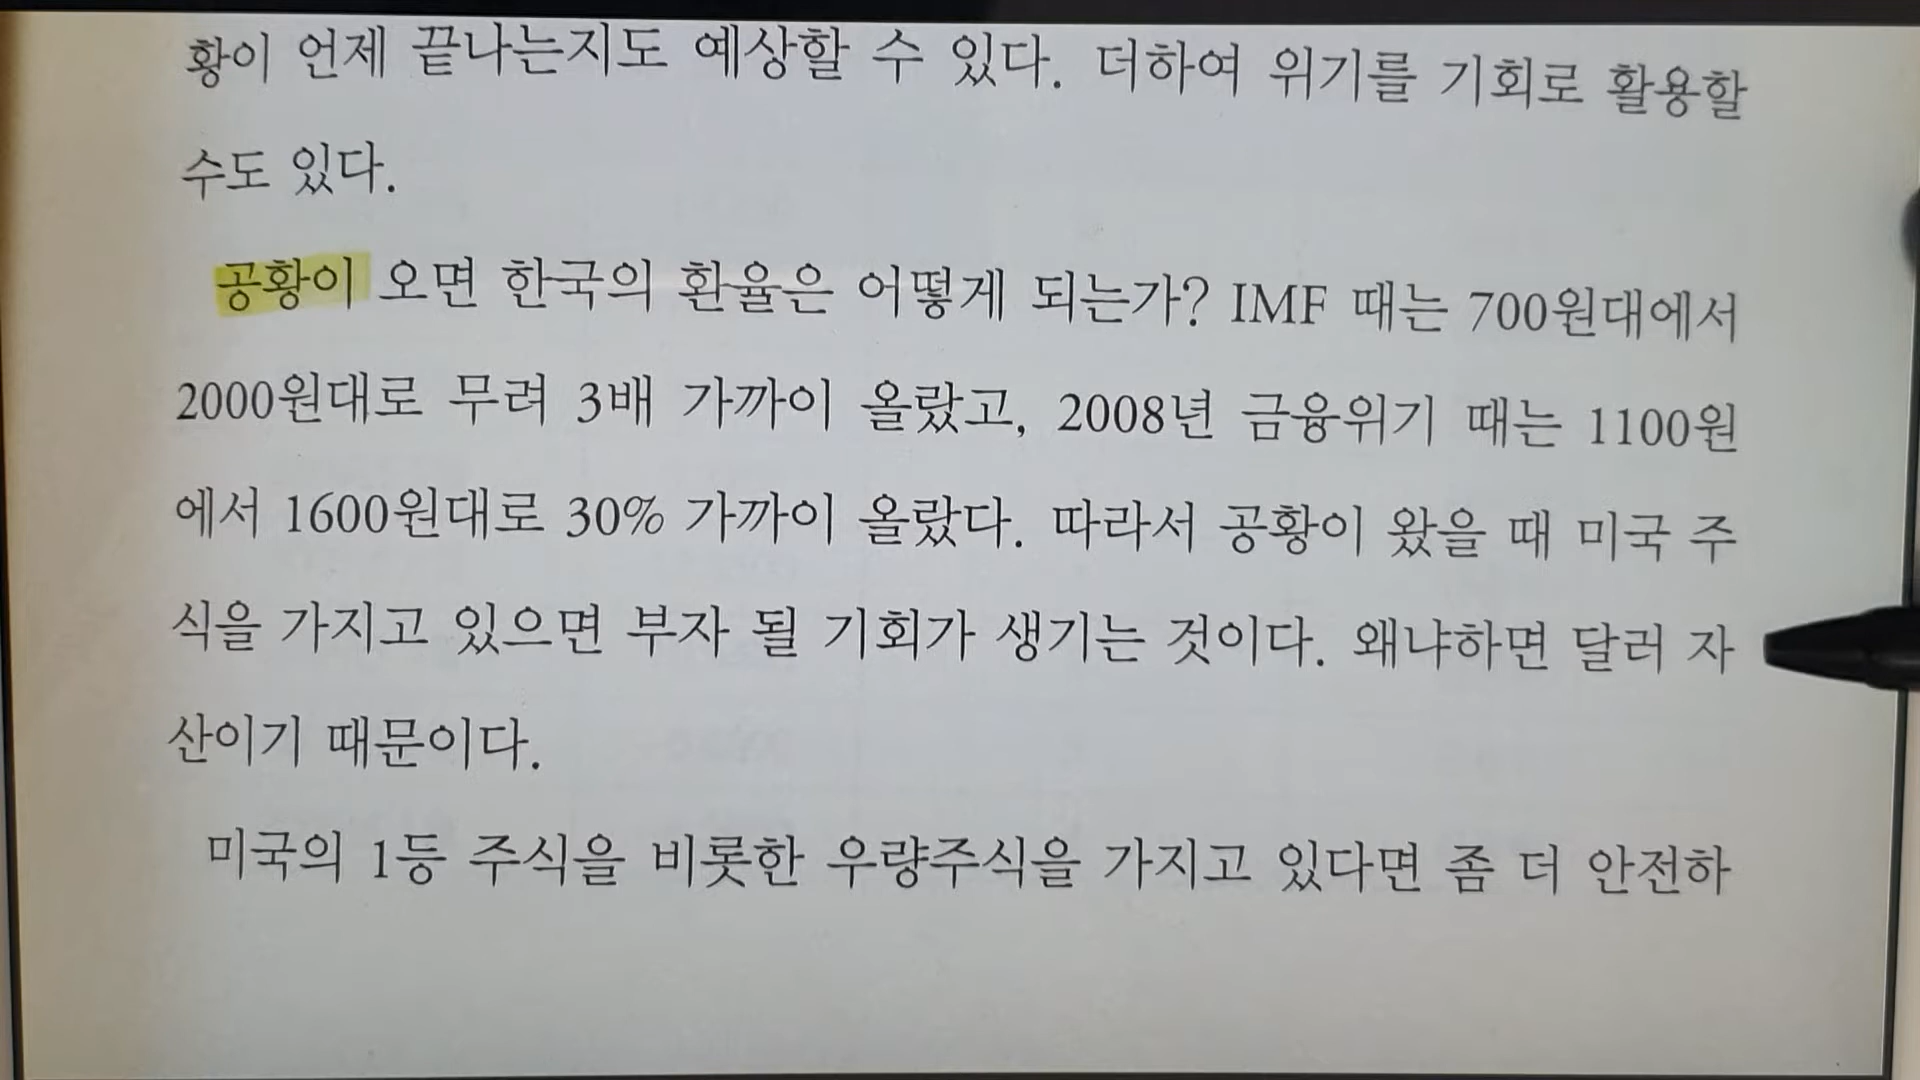 황이 언제 끝나는지도 예상할 수 있다. 더하여 위기를 기회로 활용할
수도 있다.
공황이 오면 한국의 환율은 어떻게 되는가? IMF 때는 700원대에서
2000원대로 무려 3배 가까이 올랐고, 2008년 금융위기 때는 1100원
에서 1600원대로 30% 가까이 올랐다. 따라서 공황이 왔을 때 미국 주
식을 가지고 있으면 부자 될 기회가 생기는 것이다. 왜냐하면 달러 자
산이기 때문이다.
미국의 1등 주식을 비롯한 우량주식을 가지고 있다면 좀 더 안전하